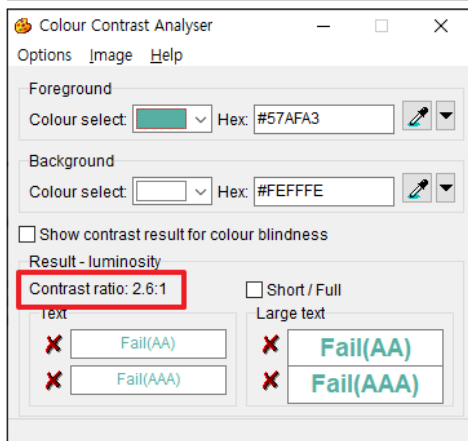 Colour Contrast Analyser
Options Image Help
Foreground
Colour select: Hex: #57AFA3
Background
Colour select: Hex: #FEFFFE
Show contrast result for colour blindness
Result - luminosity
Contrast ratio: 2.6:1 Short / Full
Text Large text
Fail(AA) Fail(AA)
Fail(AAA) Fail(AAA)